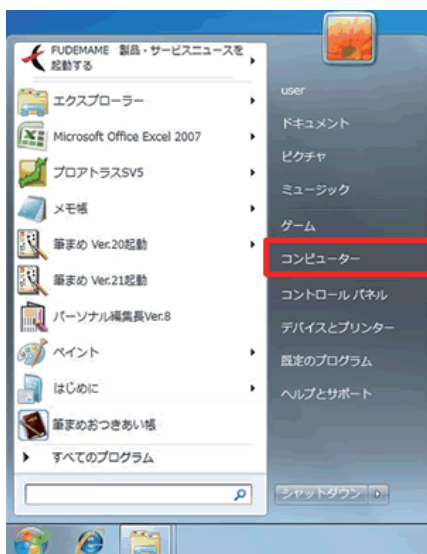 FUDEMAME 製品・サービスニュースを
起動する
エクスプローラー
Microsoft Office Excel 2007
プロアトラスSV5
メモ帳
筆まめ Ver.20起動
筆まめ Ver.21起動
パーソナル編集長Ver.8
ペイント
はじめに
筆まめおつきあい帳
すべてのプログラム
user
ドキュメント
ピクチャ
ミュージック
ゲーム
コンピューター
コントロール パネル
デバイスとプリンター
既定のプログラム
ヘルプとサポート
シャットダウン